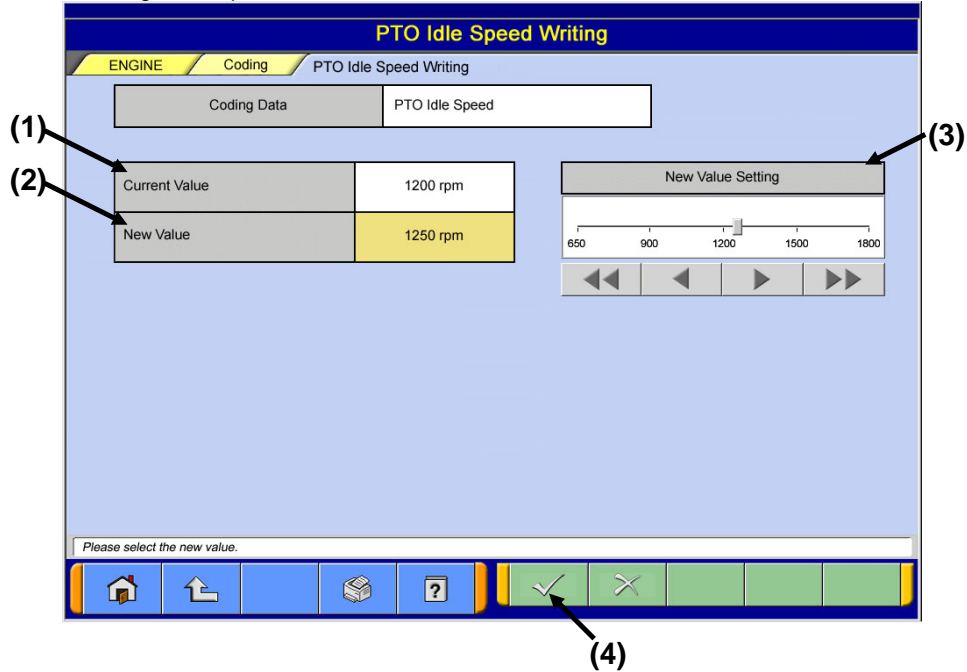 PTO Idle Speed Writing
ENGINE Coding PTO Idle Speed Writing
Coding Data PTO Idle Speed
(1)
(3)
(2)
Current Value 1200 rpm
New Value Setting
New Value 1250 rpm
650 900 1200 1500 1800
Please select the new value.
?
(4)